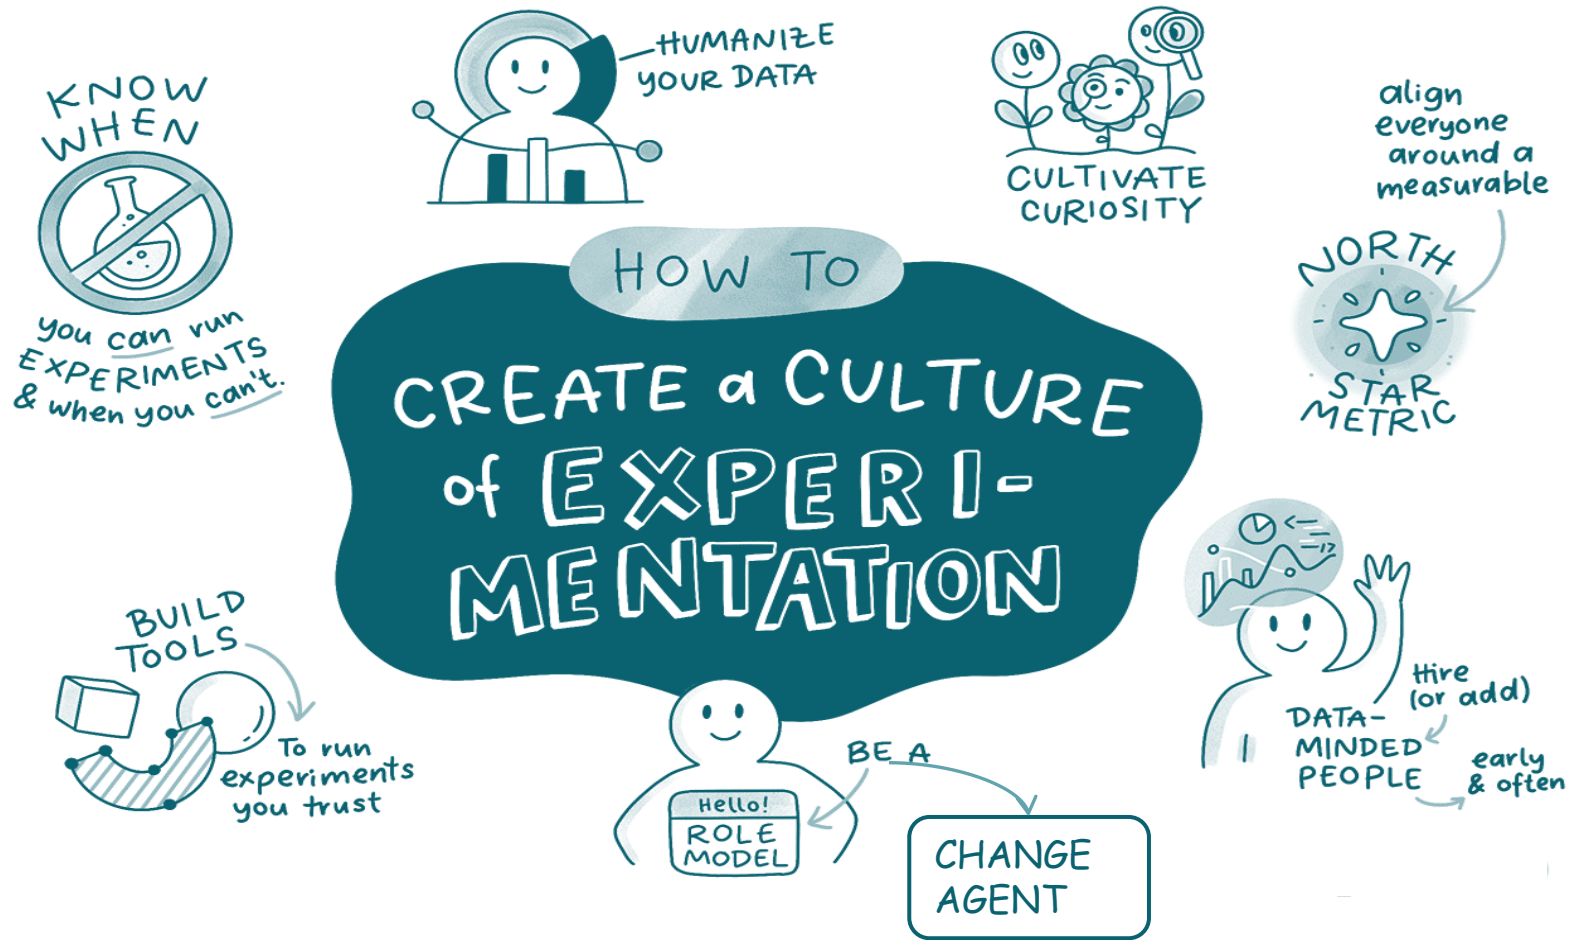 HOW TO
CREATE a CULTURE
of EXPERI-
MENTATION
KNOW
WHEN
you can run
EXPERIMENTS
& when you can't.
HUMANIZE
YOUR DATA
CULTIVATE
CURIOSITY
align
everyone
around a
measurable
NORTH
STAR
METRIC
BUILD
TOOLS
To run
experiments
you trust
BE A
Hello!
ROLE
MODEL
CHANGE
AGENT
Hire
(or add)
DATA-
MINDED
PEOPLE
early
& often